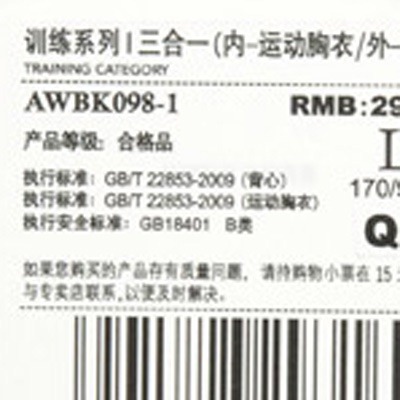 训练系列 | 三合一(内-运动胸衣/外-
TRAINING CATEGORY
AWBK098-1
RMB:29
产品等级: 合格品
L
执行标准: GB/T 22853-2009 (背心)
170/9
执行标准: GB/T 22853-2009 (运动胸衣)
执行安全标准: GB18401 B类
Q
如果您购买的产品存有质量问题, 请持购物小票在 15
与专卖店联系,以便及时解决。